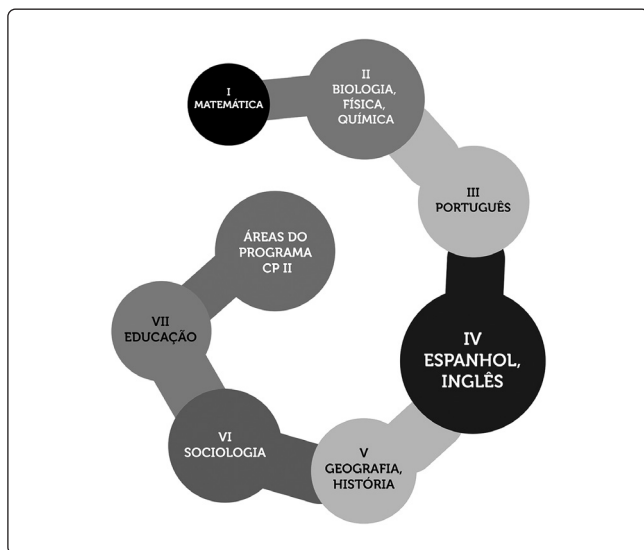 I
MATEMÁTICA
II
BIOLOGIA,
FÍSICA,
QUÍMICA
III
PORTUGUÊS
IV
ESPANHOL,
INGLÊS
V
GEOGRAFIA,
HISTÓRIA
VI
SOCIOLOGIA
VII
EDUCAÇÃO
ÁREAS DO
PROGRAMA
CP II